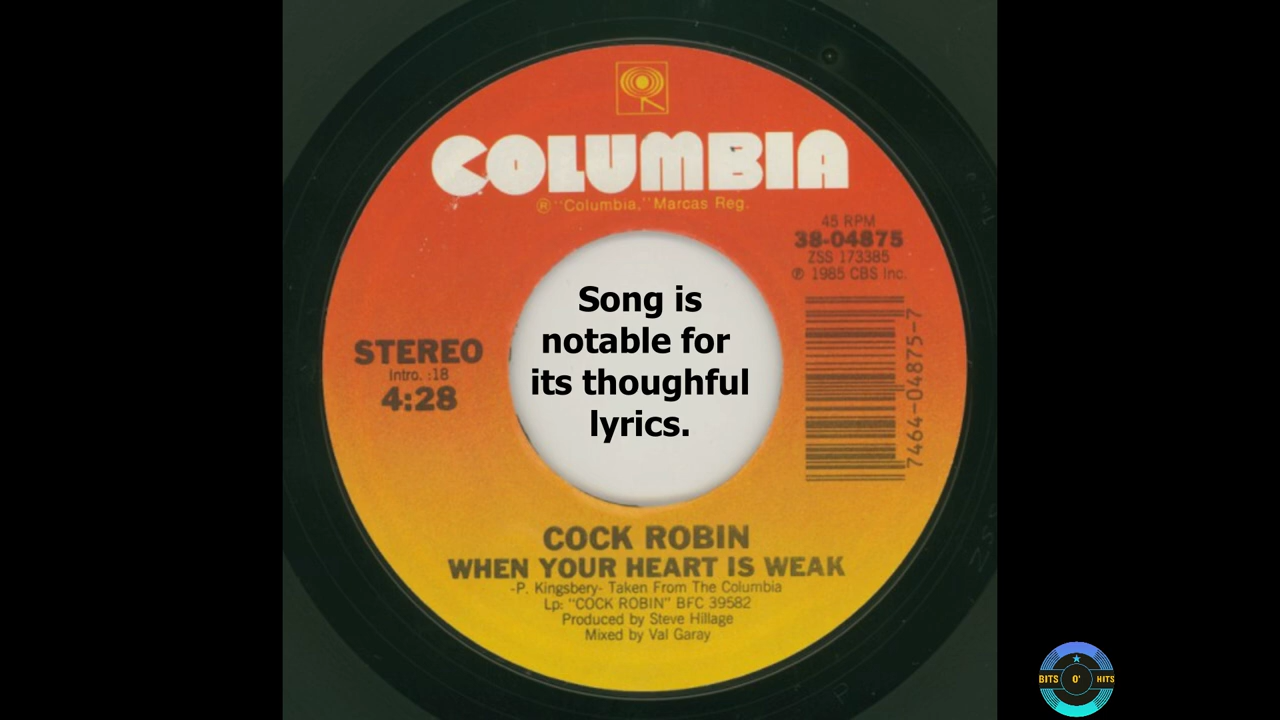 COLUMBIA
® "Columbia," Marcas Reg.
45 RPM
38-04875
ZSS 173385
℗ 1985 CBS Inc.
7464-04875-7
STEREO
Intro. :18
4:28
Song is
notable for
its thoughful
lyrics.
COCK ROBIN
WHEN YOUR HEART IS WEAK
-P. Kingsbery- Taken From The Columbia
Lp: "COCK ROBIN" BFC 39582
Produced by Steve Hillage
Mixed by Val Garay
BITS O' HITS